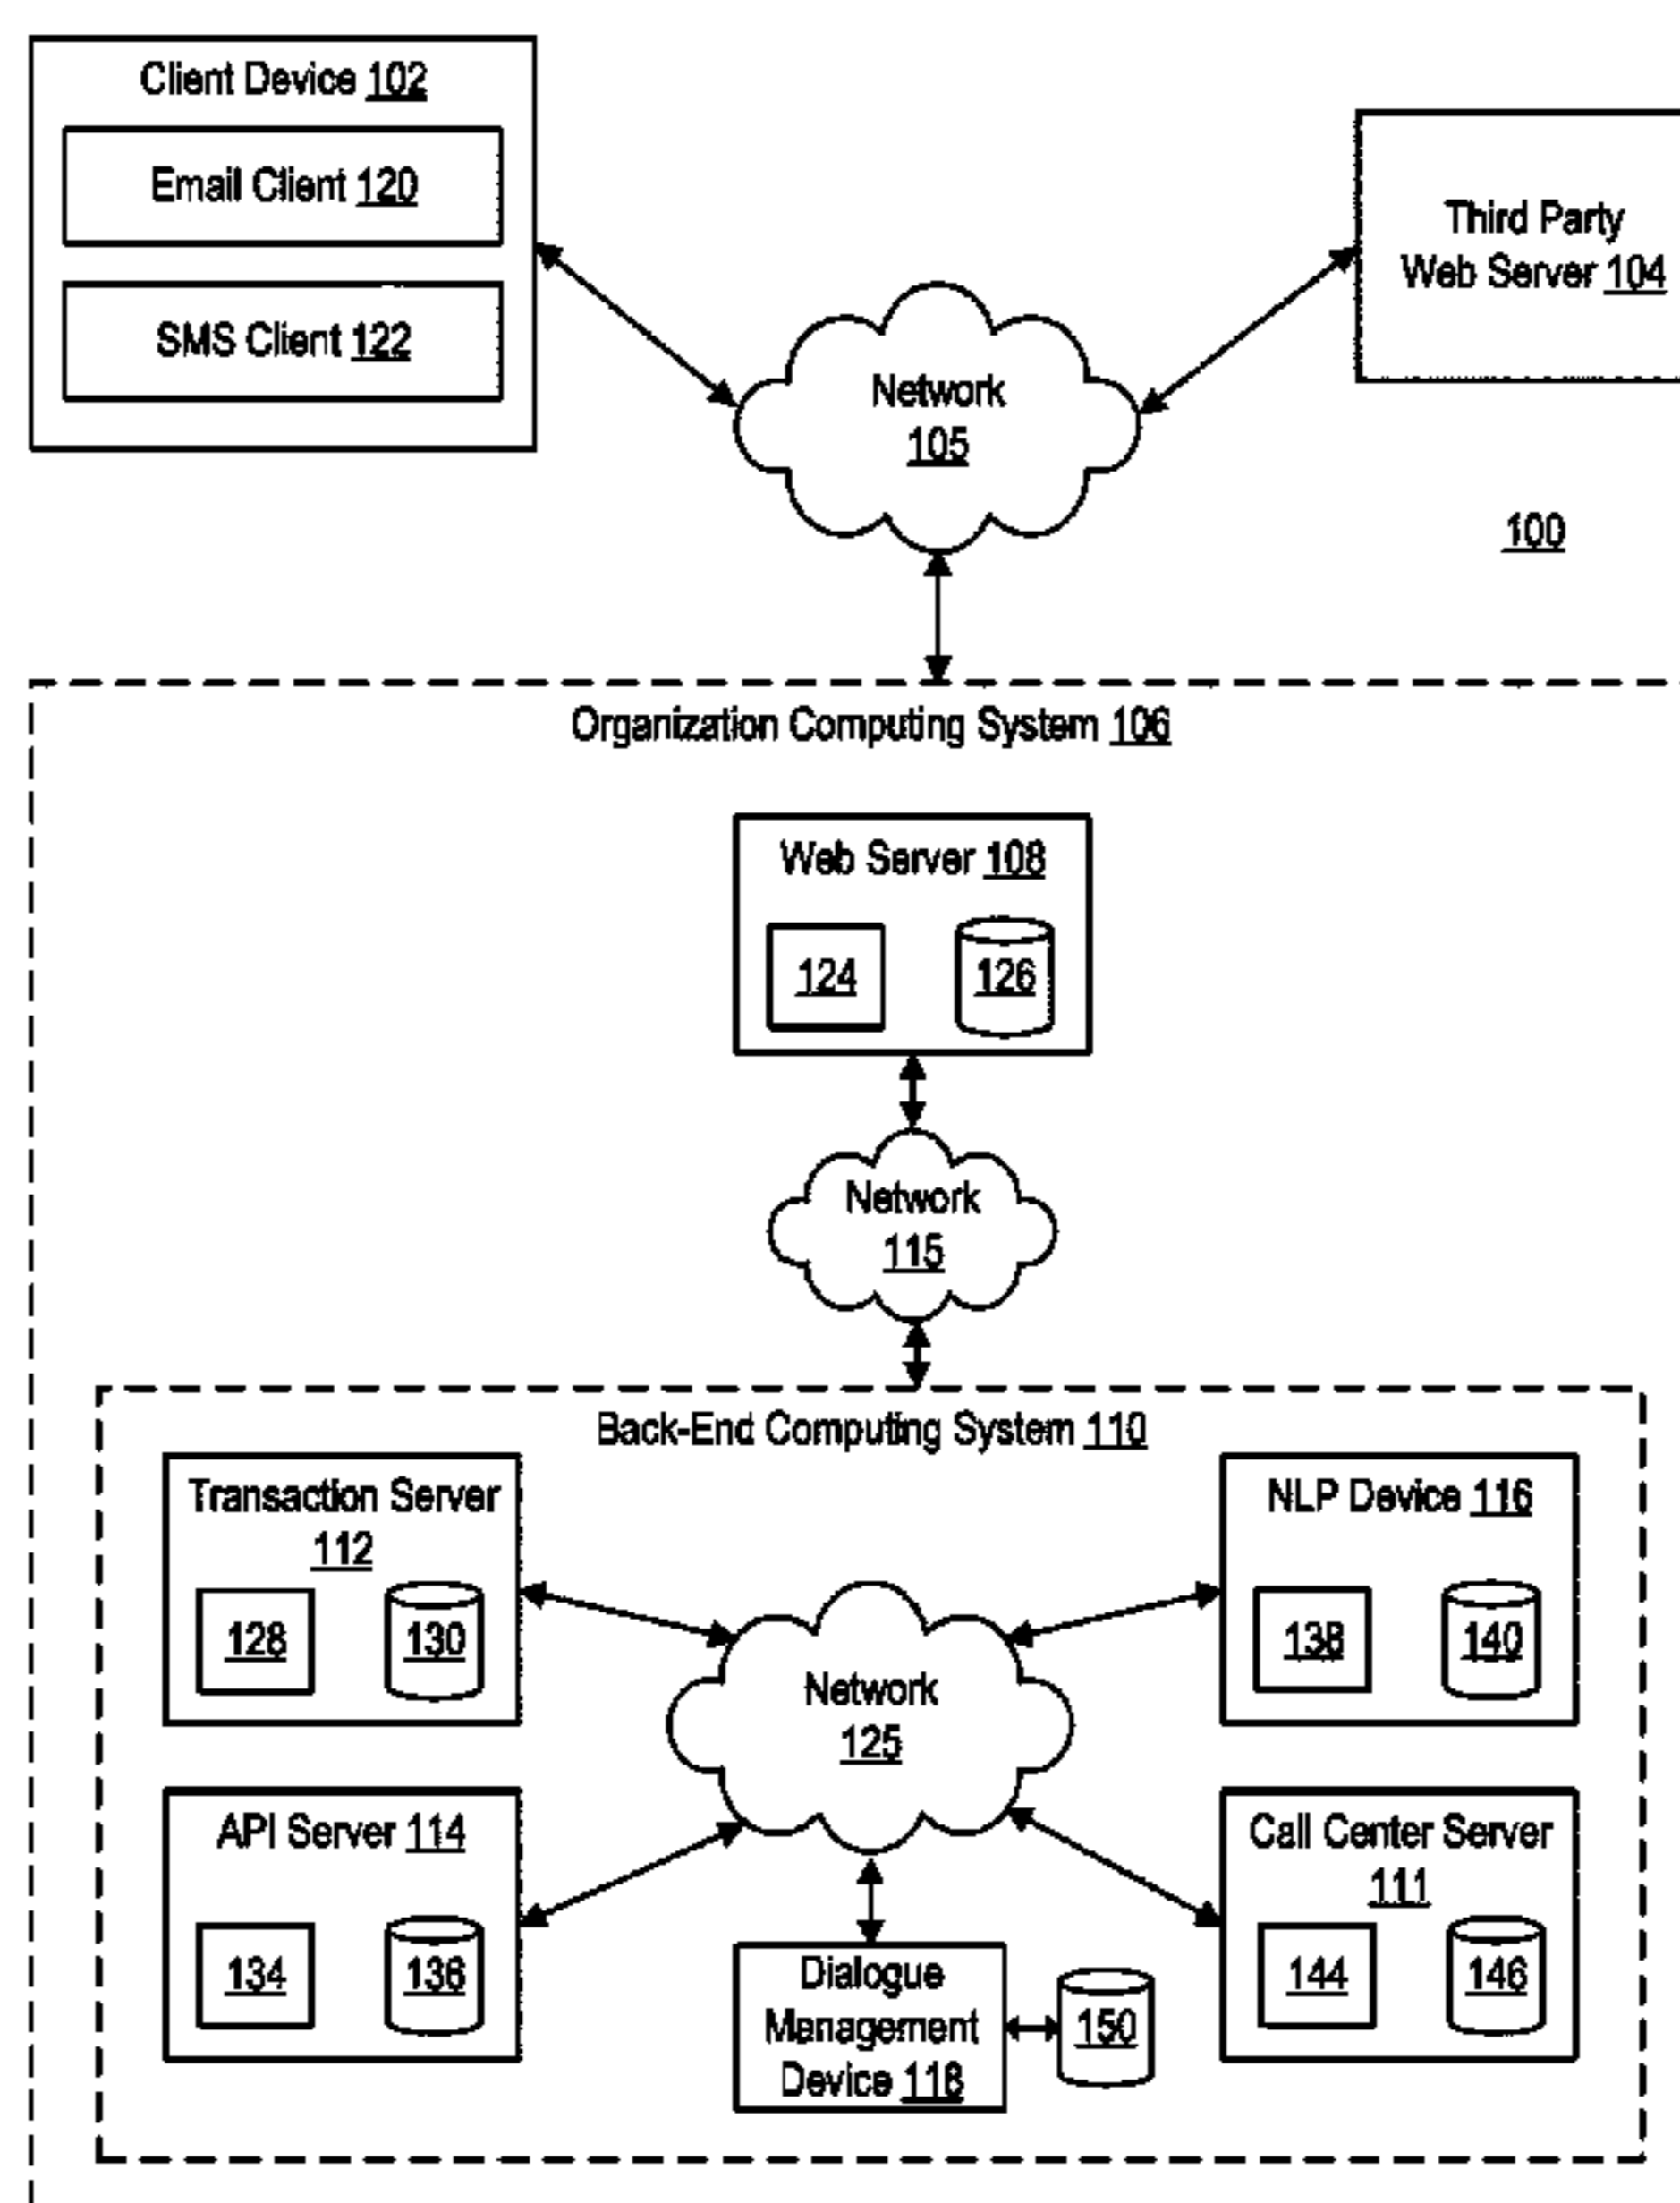 Client Device 102
Email Client 120
SMS Client 122
Third Party
Web Server 104
Network
105
100
Organization Computing System 106
Web Server 108
124
126
Network
115
Back-End Computing System 110
Transaction Server
112
128
130
NLP Device 116
138
140
Network
125
API Server 114
134
136
Call Center Server
111
144
146
Dialogue
Management
Device 118
150